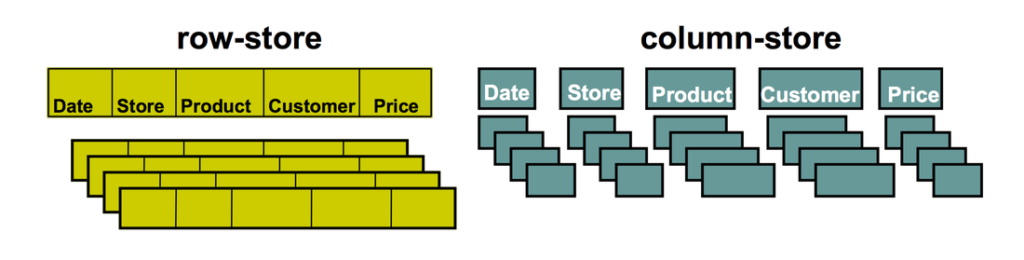 row-store
column-store
Date Store Product Customer Price
Date Store Product Customer Price